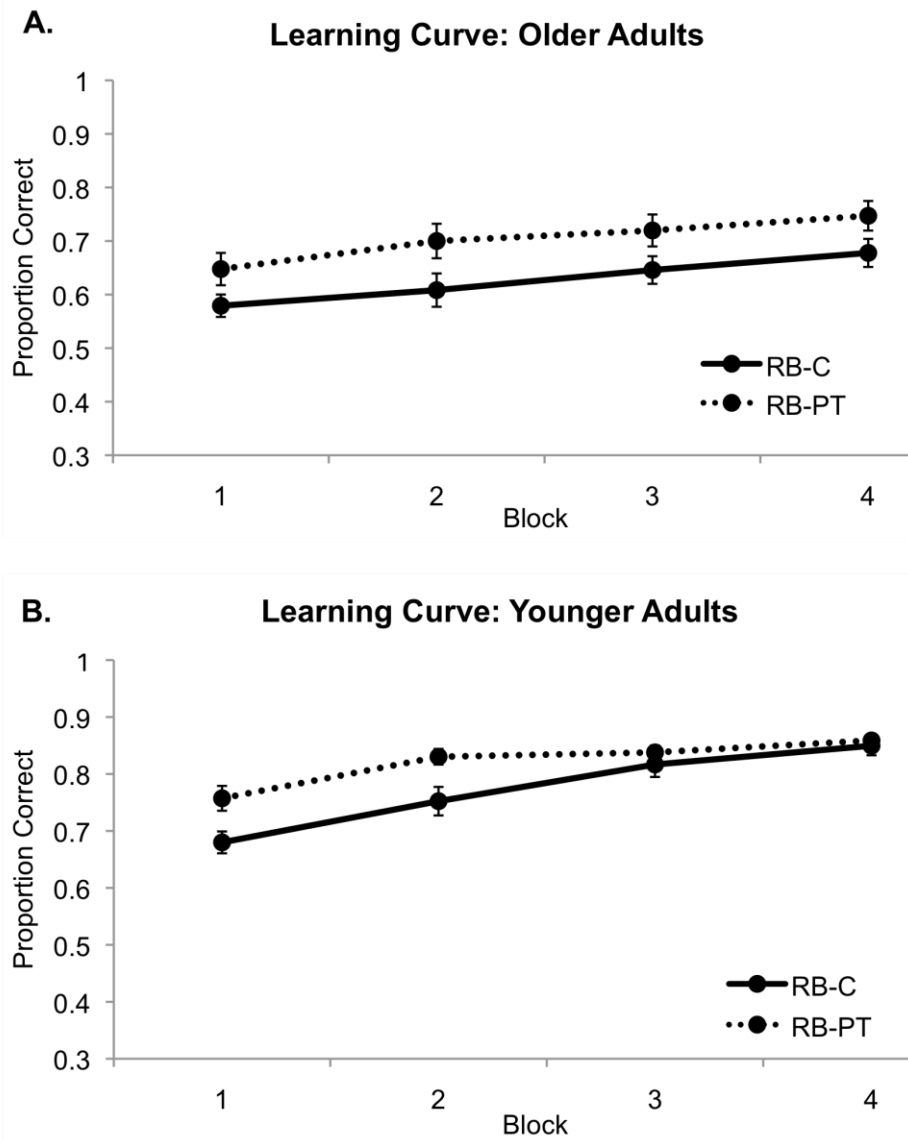 A.
Learning Curve: Older Adults
Proportion Correct
1
0.9
0.8
0.7
0.6
0.5
0.4
0.3
RB-C
RB-PT
1 2 3 4
Block
B.
Learning Curve: Younger Adults
Proportion Correct
1
0.9
0.8
0.7
0.6
0.5
0.4
0.3
RB-C
RB-PT
1 2 3 4
Block